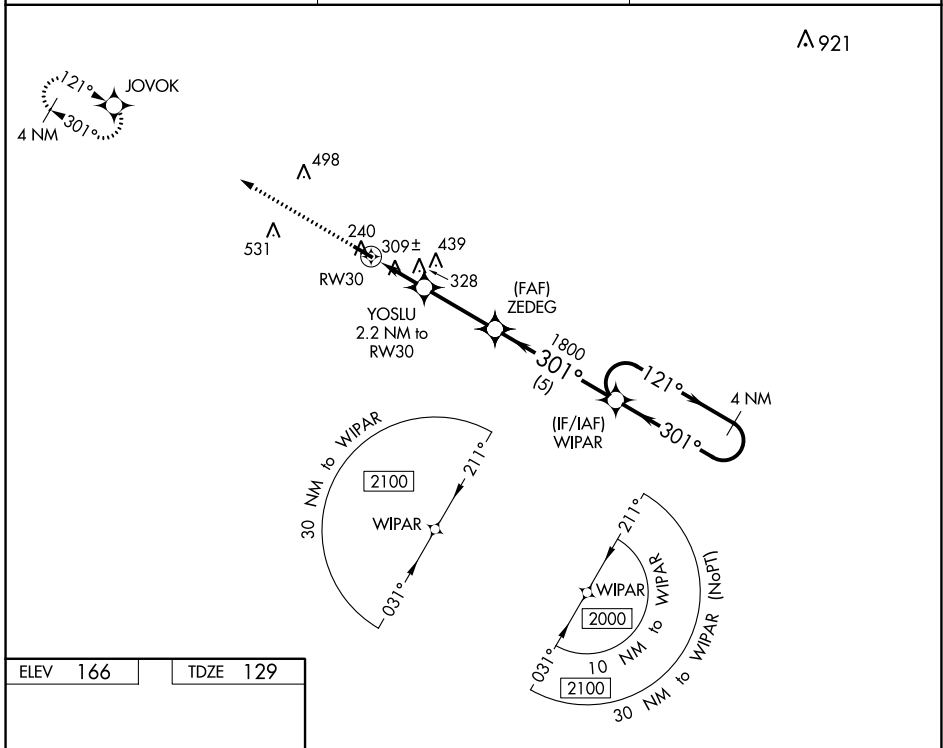 921
121°
JOVOK
301°
4 NM
498
531
240
309±
439
328
RW30
YOSLU
2.2 NM to
RW30
(FAF)
ZEDEG
1800
301°
(5)
121°
4 NM
301°
(IF/IAF)
WIPAR
30 NM to WIPAR
2100
211°
WIPAR
031°
211°
WIPAR
2000
031°
10 NM to WIPAR
2100
30 NM to WIPAR (NoPT)
ELEV 166
TDZE 129